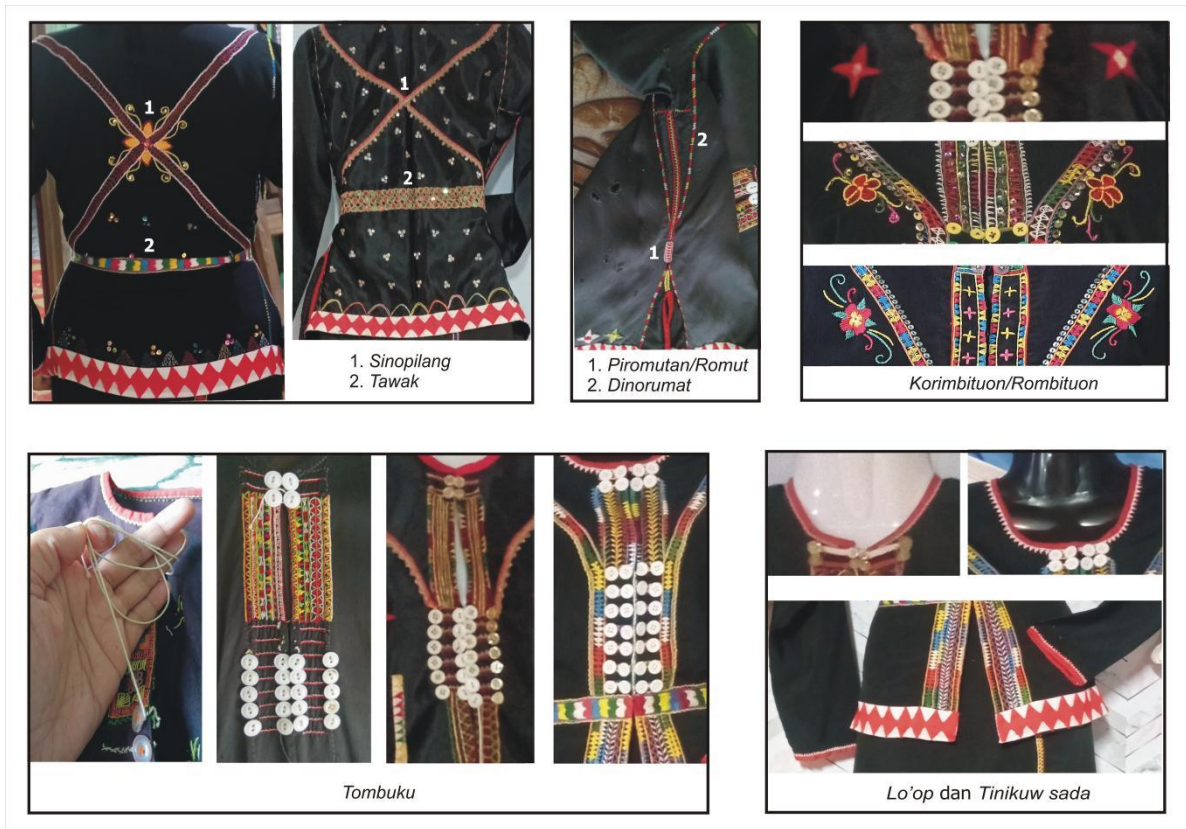 1
2
1
2
1. Sinopilang
2. Tawak
1
2
1. Piromutan/Romut
2. Dinorumat
Korimbituon/Rombituon
Tombuku
Lo'op dan Tinikuw sada